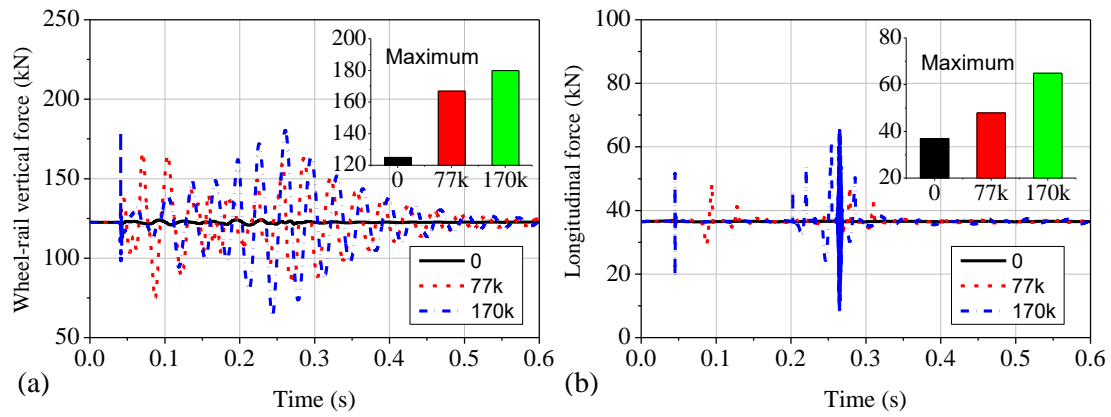 Wheel-rail vertical force (kN)
250
200
150
100
50
Maximum
200
180
160
140
120
0 77k 170k
0
77k
170k
0.0 0.1 0.2 0.3 0.4 0.5 0.6
(a) Time (s)
Longitudinal force (kN)
100
80
60
40
20
0
Maximum
80
60
40
20
0 77k 170k
0
77k
170k
0.0 0.1 0.2 0.3 0.4 0.5 0.6
(b) Time (s)